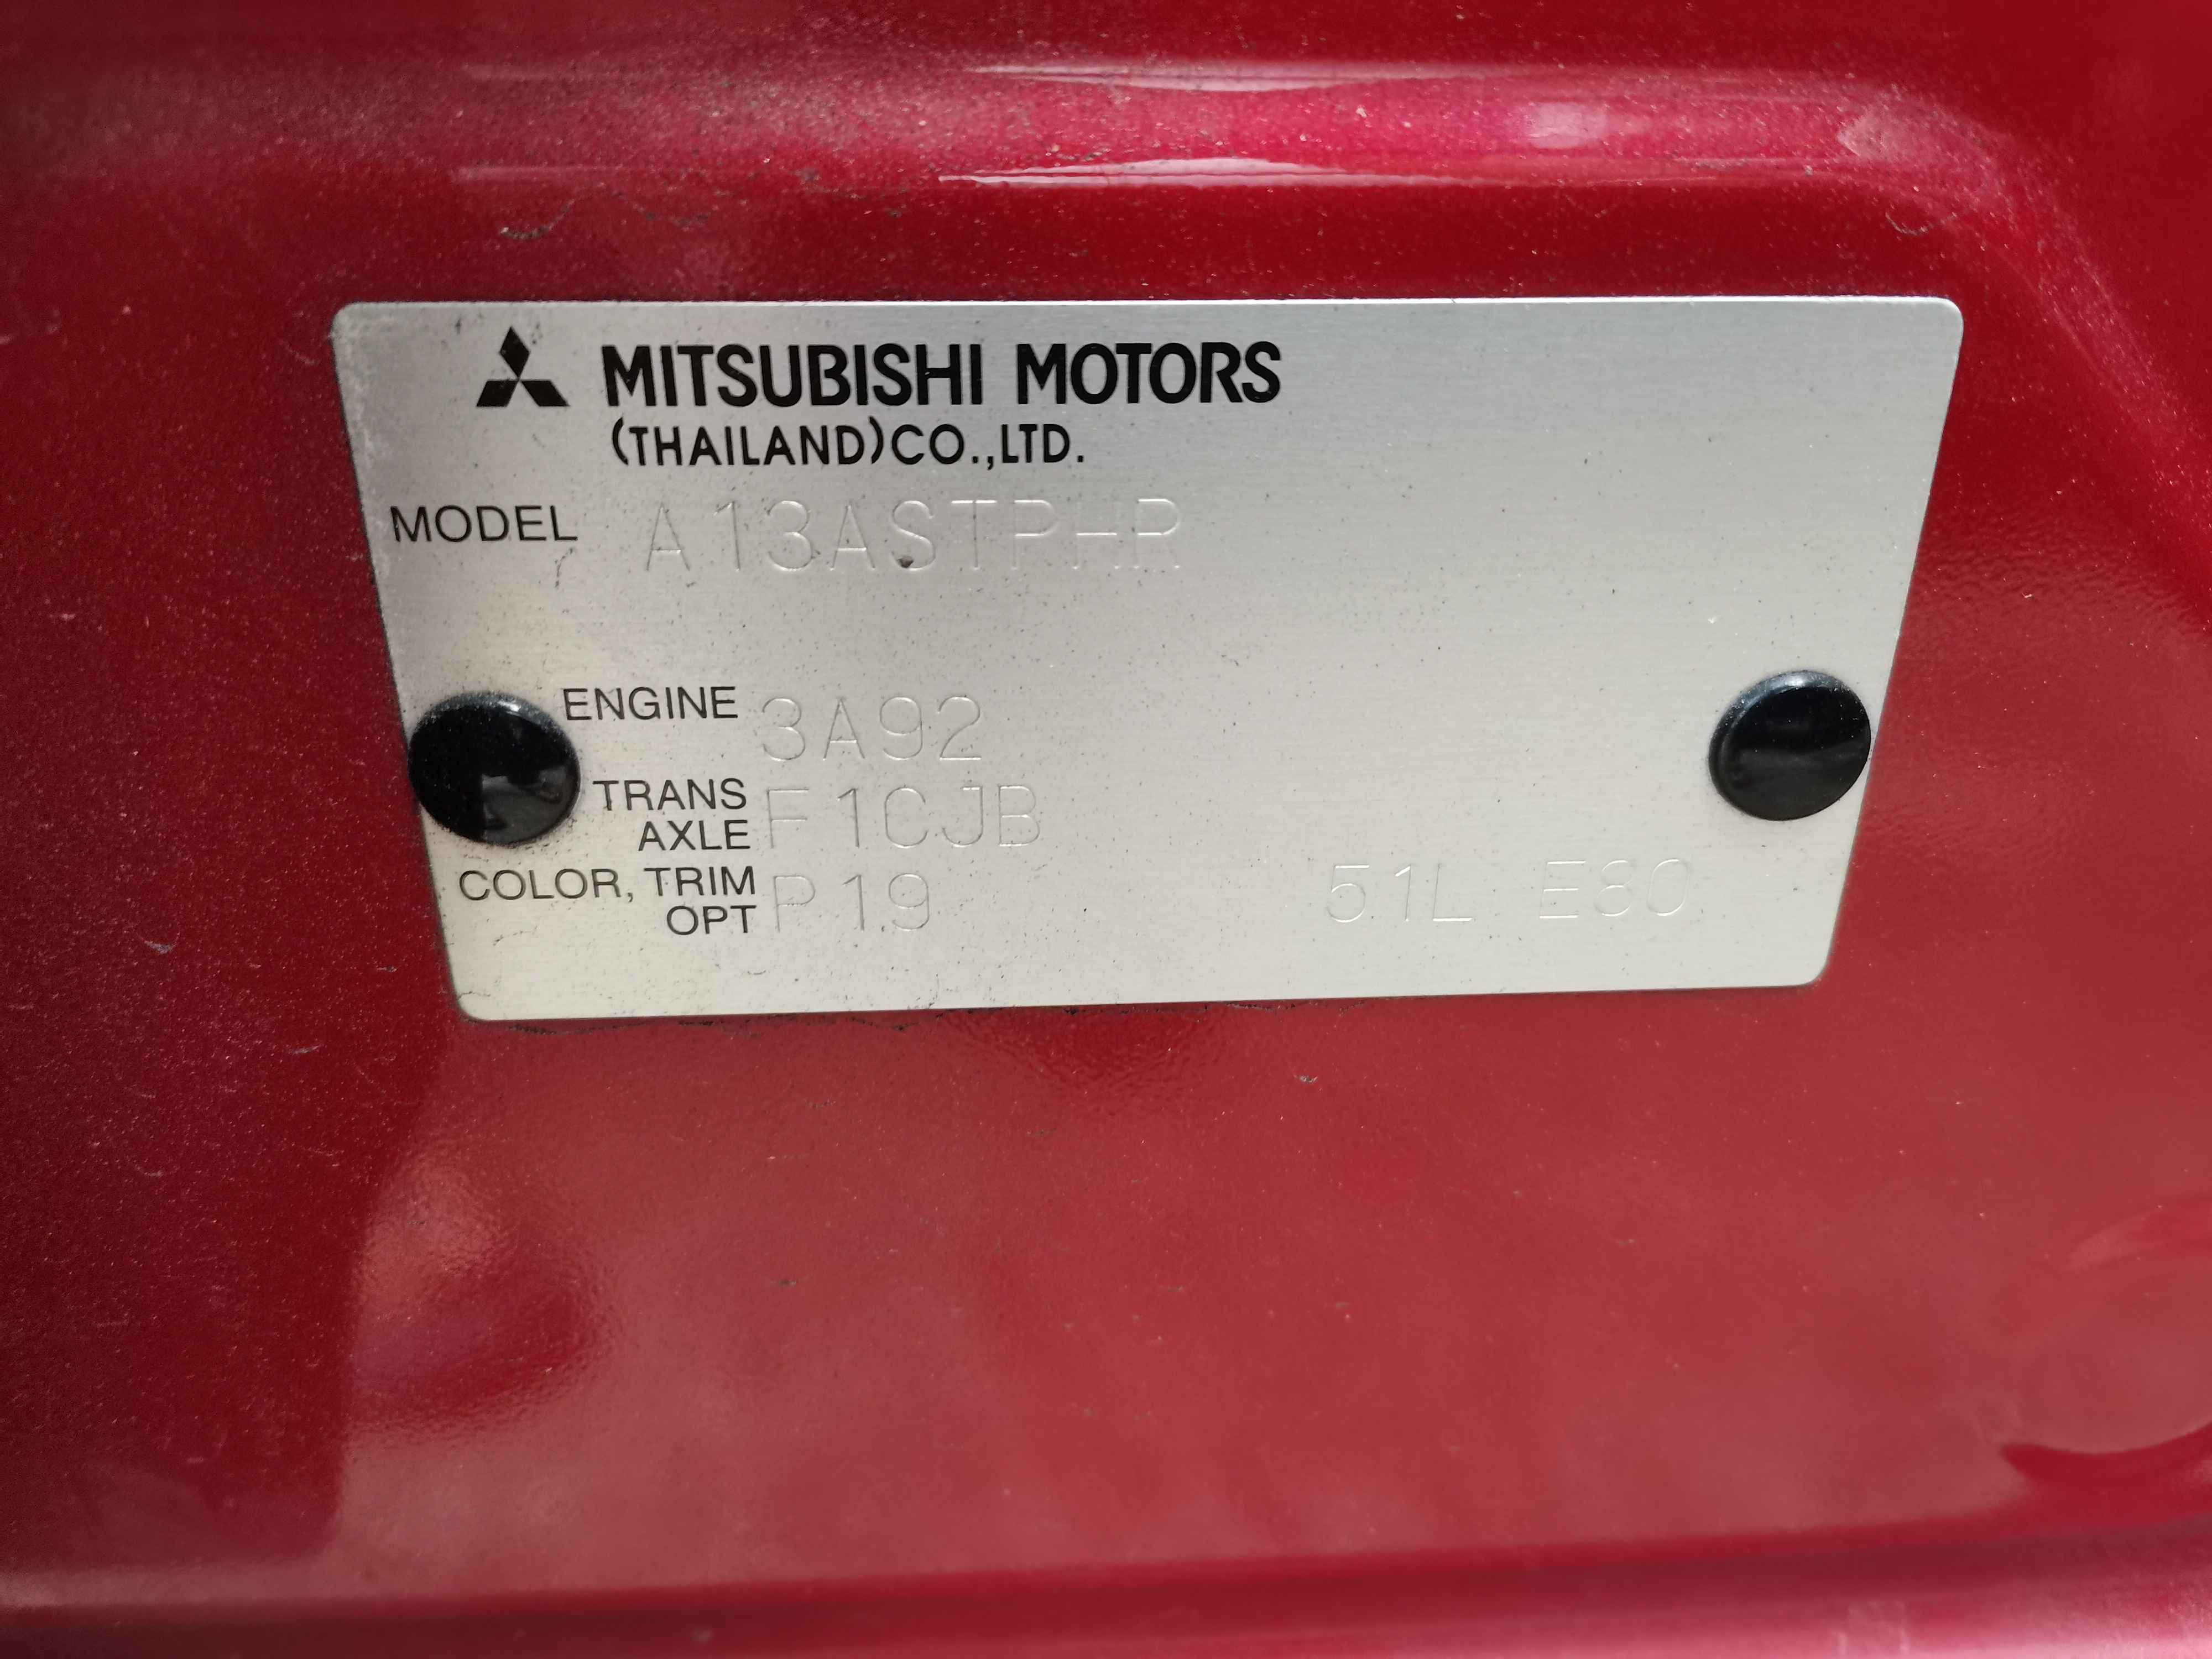 MITSUBISHI MOTORS
(THAILAND)CO.,LTD.
MODEL A13ASTPHR
ENGINE 3A92
TRANS
AXLE F1CJB
COLOR, TRIM
OPT P19 51L E80